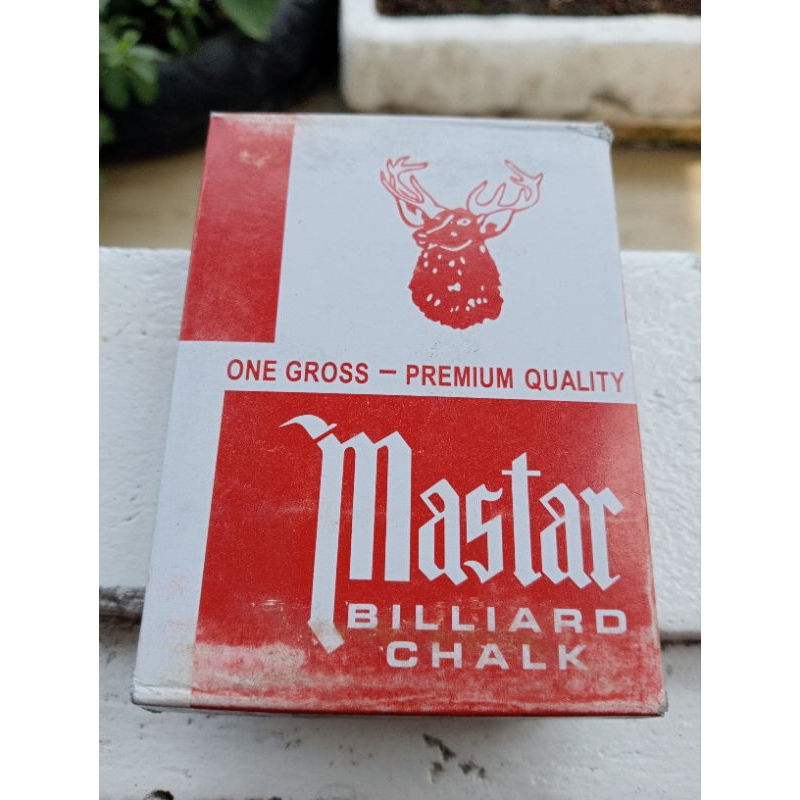 ONE GROSS – PREMIUM QUALITY
Mastar
BILLIARD
CHALK